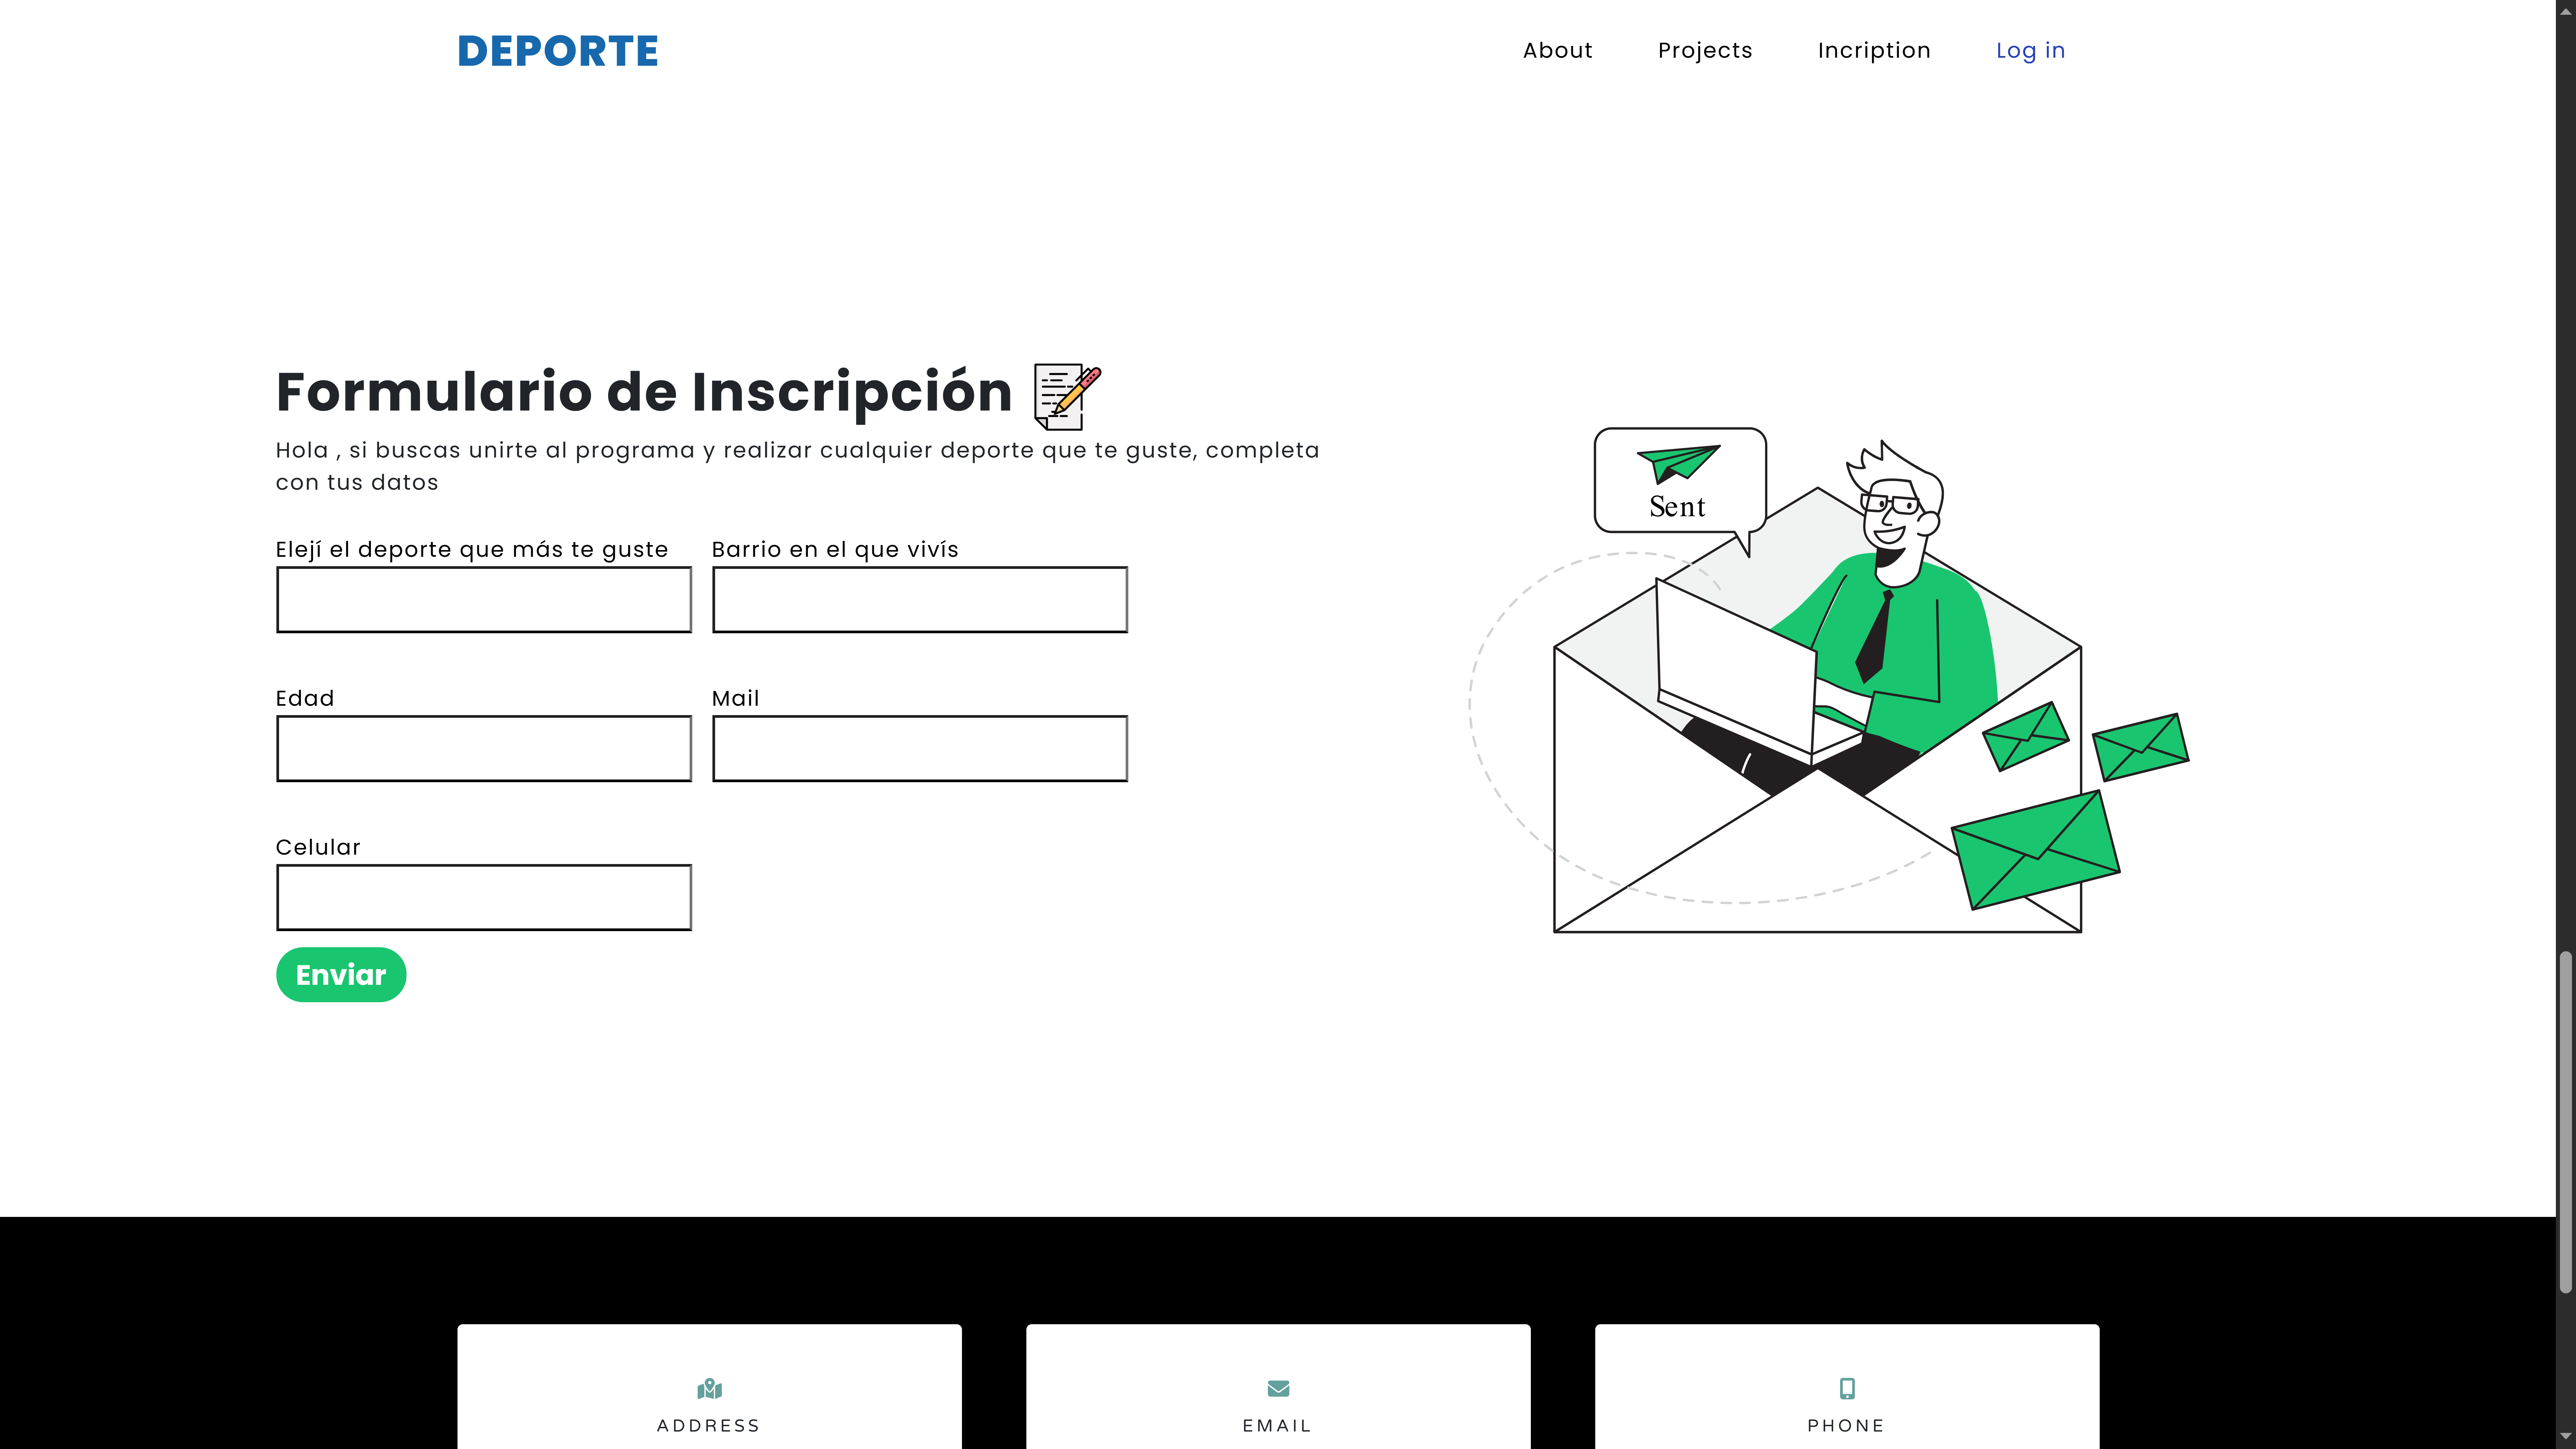 DEPORTE
About Projects Incription Log in
Formulario de Inscripción
Hola , si buscas unirte al programa y realizar cualquier deporte que te guste, completa
con tus datos
Elejí el deporte que más te guste Barrio en el que vivís
Edad Mail
Celular
Enviar
Sent
ADDRESS EMAIL PHONE